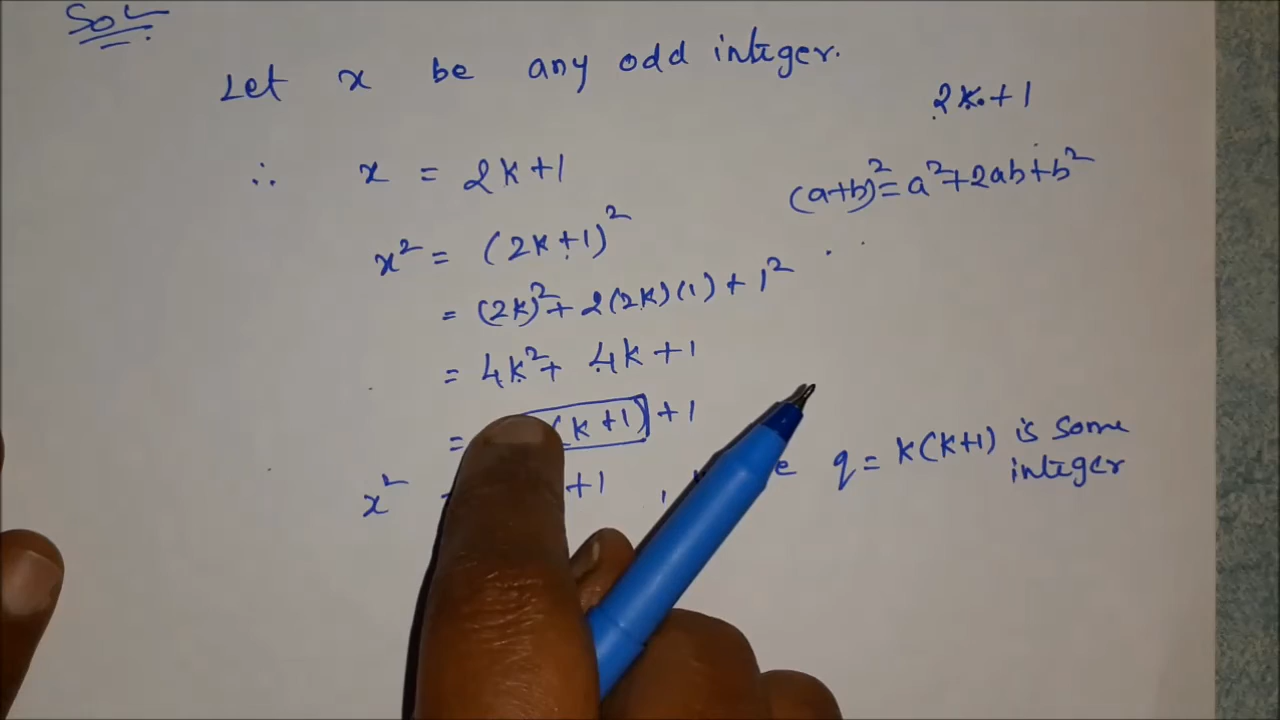 Sol
Let x be any odd integer.
2k+1
∴ x = 2k+1
(a+b)² = a²+2ab+b²
x² = (2k+1)²
= (2k)² + 2(2k)(1) + 1²
= 4k² + 4k + 1
= (k+1) + 1
x² +1 , q = k(k+1) is some
integer